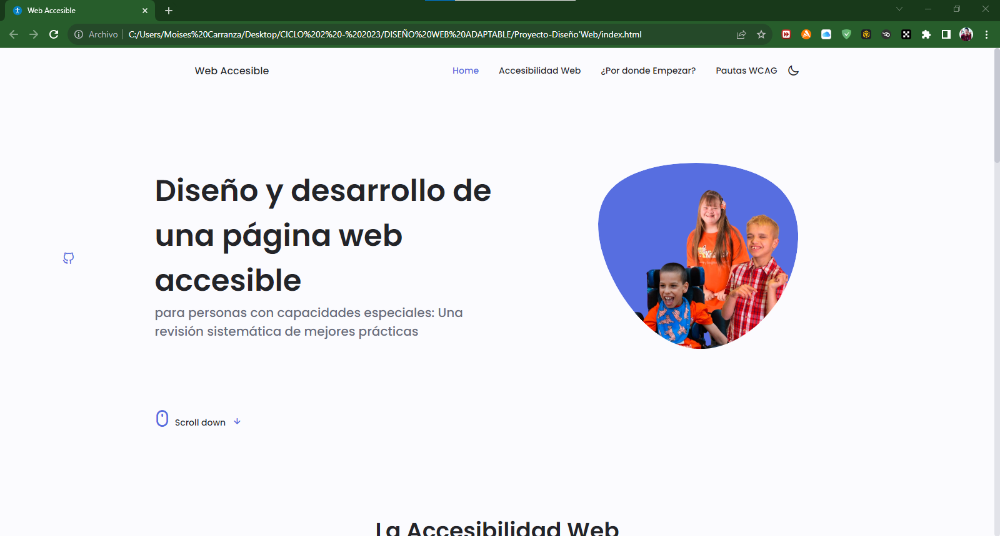 Web Accesible
Archivo
C:/Users/Moises%20Carranza/Desktop/CICLO%202%20-%202023/DISEÑO%20WEB%20ADAPTABLE/Proyecto-Diseño'Web/index.html
Web Accesible
Home
Accesibilidad Web
¿Por donde Empezar?
Pautas WCAG
Diseño y desarrollo de
una página web
accesible
para personas con capacidades especiales: Una
revisión sistemática de mejores prácticas
Scroll down
La Accesibilidad Web